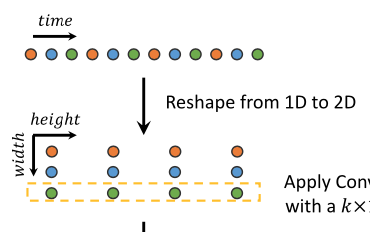 time
Reshape from 1D to 2D
height
width
Apply Conv
with a k×